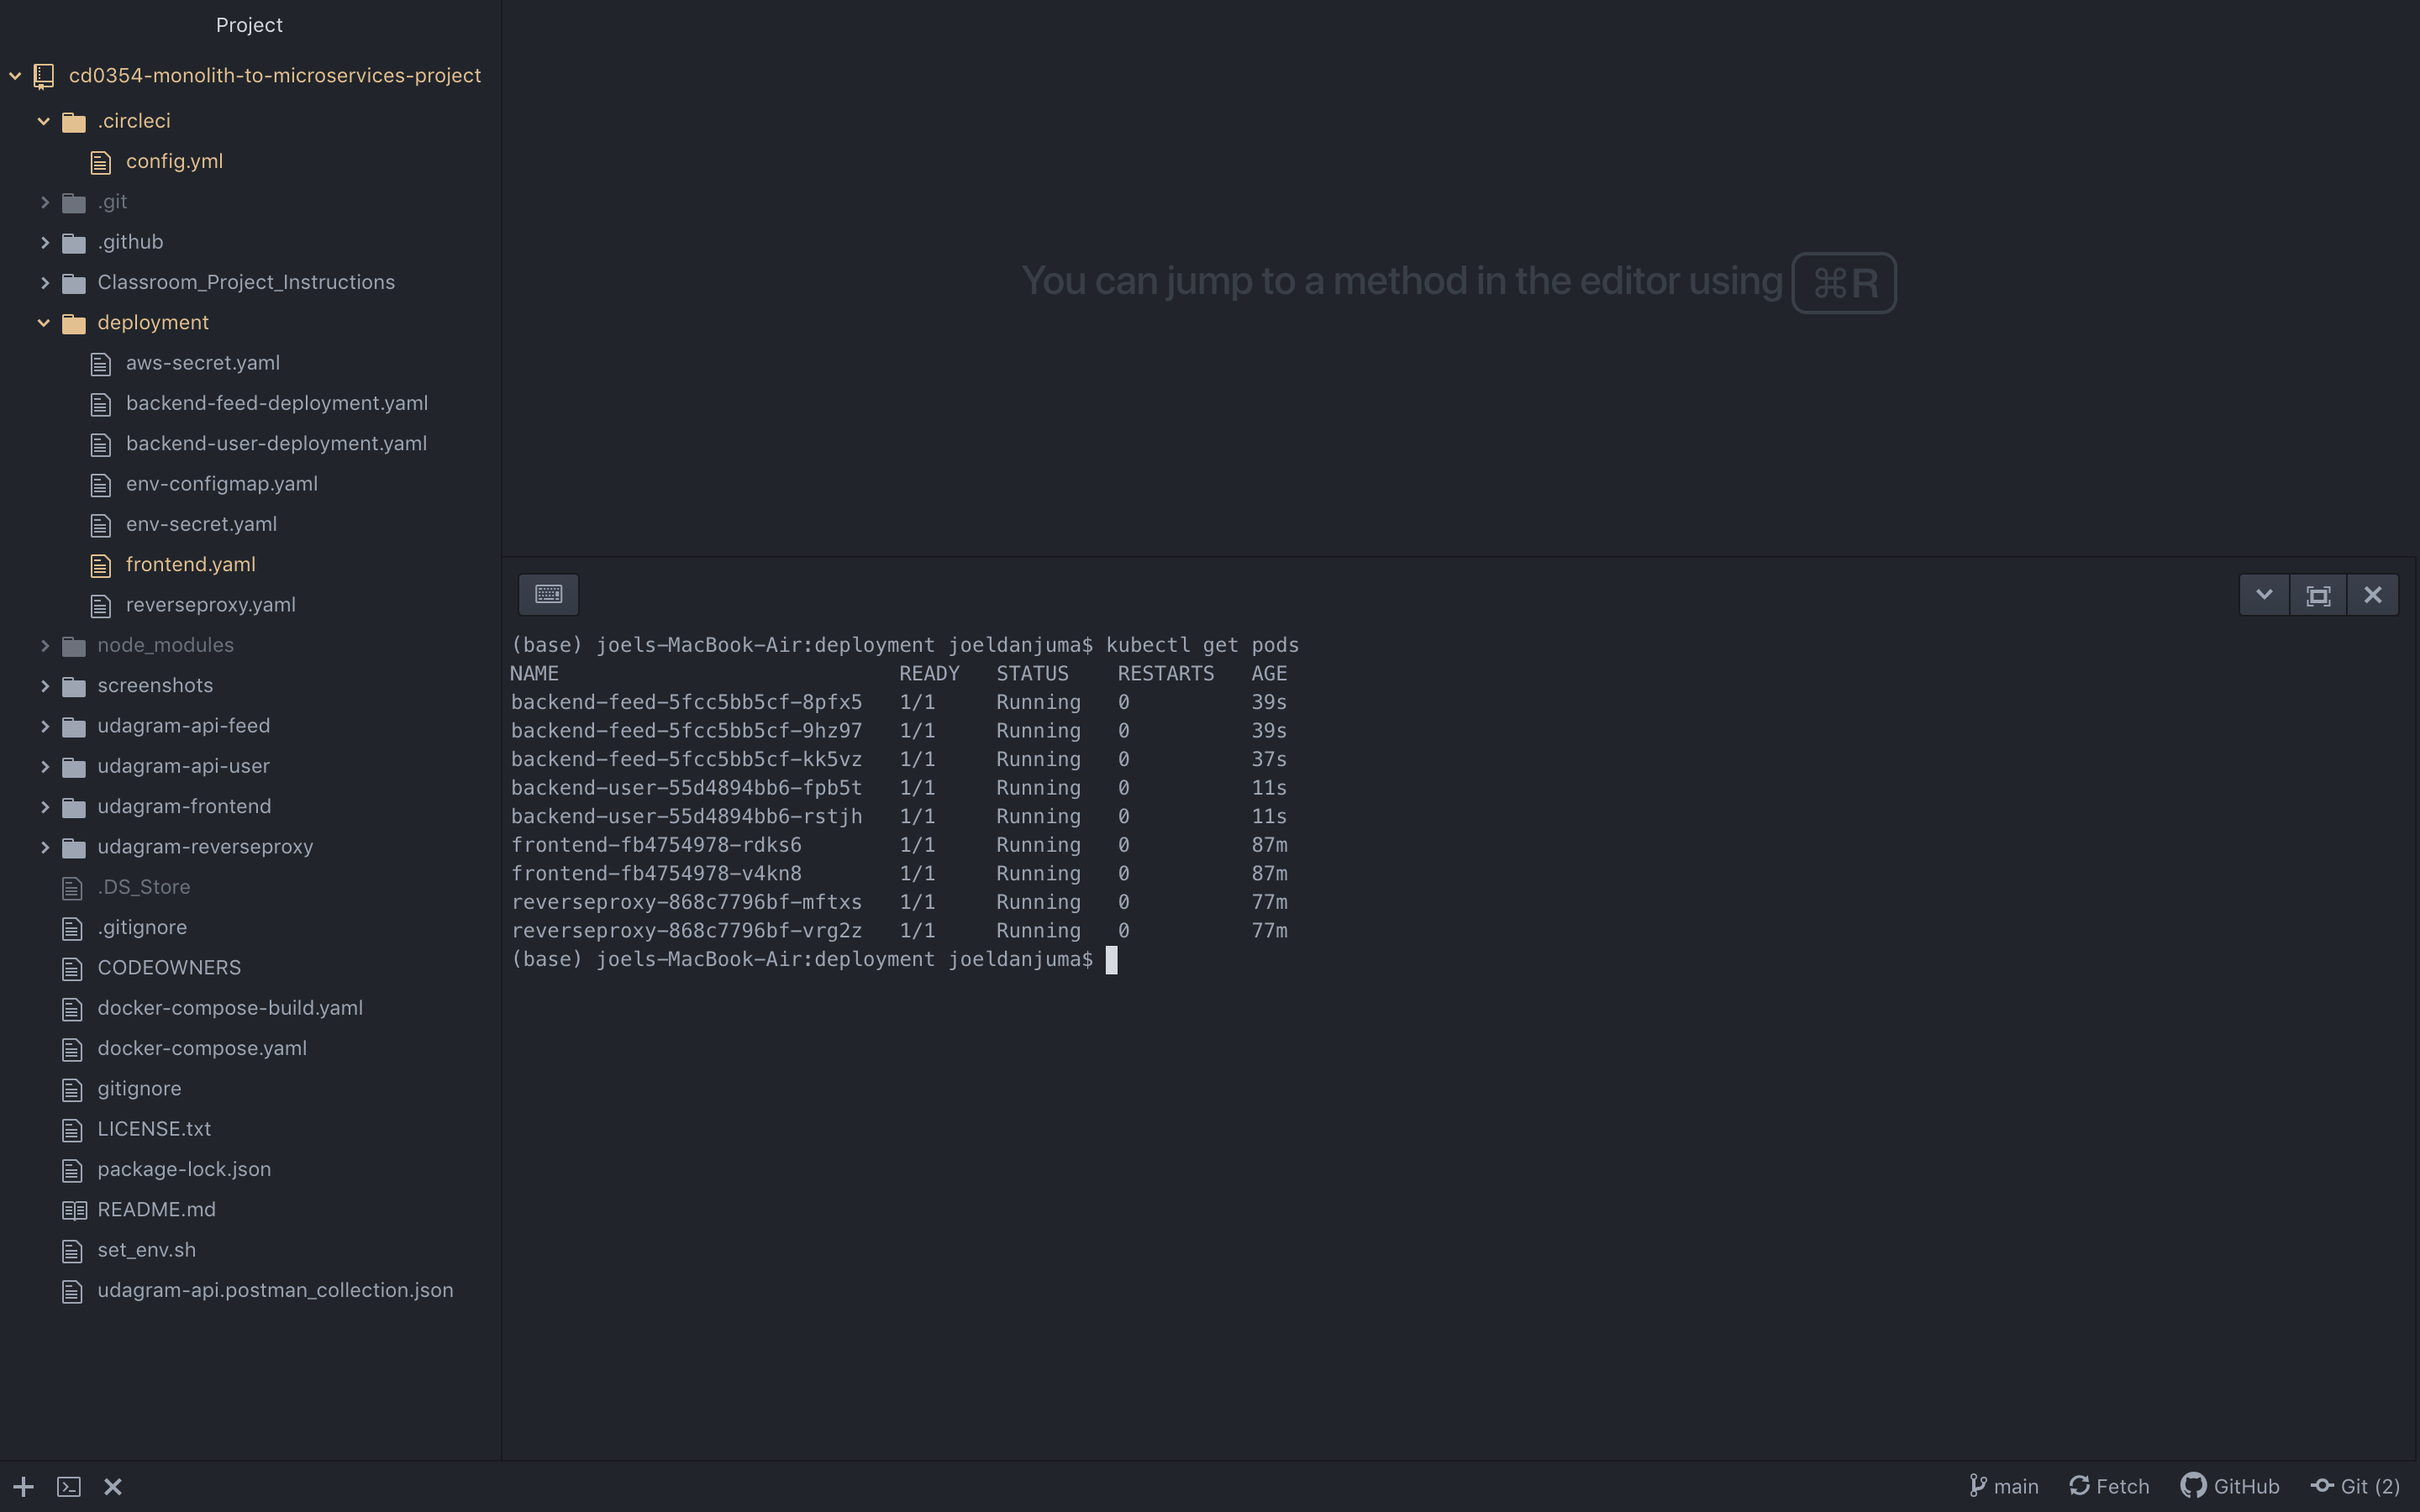 Project
cd0354-monolith-to-microservices-project
.circleci
config.yml
.git
.github
Classroom_Project_Instructions
deployment
aws-secret.yaml
backend-feed-deployment.yaml
backend-user-deployment.yaml
env-configmap.yaml
env-secret.yaml
frontend.yaml
reverseproxy.yaml
node_modules
screenshots
udagram-api-feed
udagram-api-user
udagram-frontend
udagram-reverseproxy
.DS_Store
.gitignore
CODEOWNERS
docker-compose-build.yaml
docker-compose.yaml
gitignore
LICENSE.txt
package-lock.json
README.md
set_env.sh
udagram-api.postman_collection.json
You can jump to a method in the editor using ⌘R
(base) joels-MacBook-Air:deployment joeldanjuma$ kubectl get pods
NAME READY STATUS RESTARTS AGE
backend-feed-5fcc5bb5cf-8pfx5 1/1 Running 0 39s
backend-feed-5fcc5bb5cf-9hz97 1/1 Running 0 39s
backend-feed-5fcc5bb5cf-kk5vz 1/1 Running 0 37s
backend-user-55d4894bb6-fpb5t 1/1 Running 0 11s
backend-user-55d4894bb6-rstjh 1/1 Running 0 11s
frontend-fb4754978-rdks6 1/1 Running 0 87m
frontend-fb4754978-v4kn8 1/1 Running 0 87m
reverseproxy-868c7796bf-mftxs 1/1 Running 0 77m
reverseproxy-868c7796bf-vrg2z 1/1 Running 0 77m
(base) joels-MacBook-Air:deployment joeldanjuma$
main Fetch GitHub Git (2)